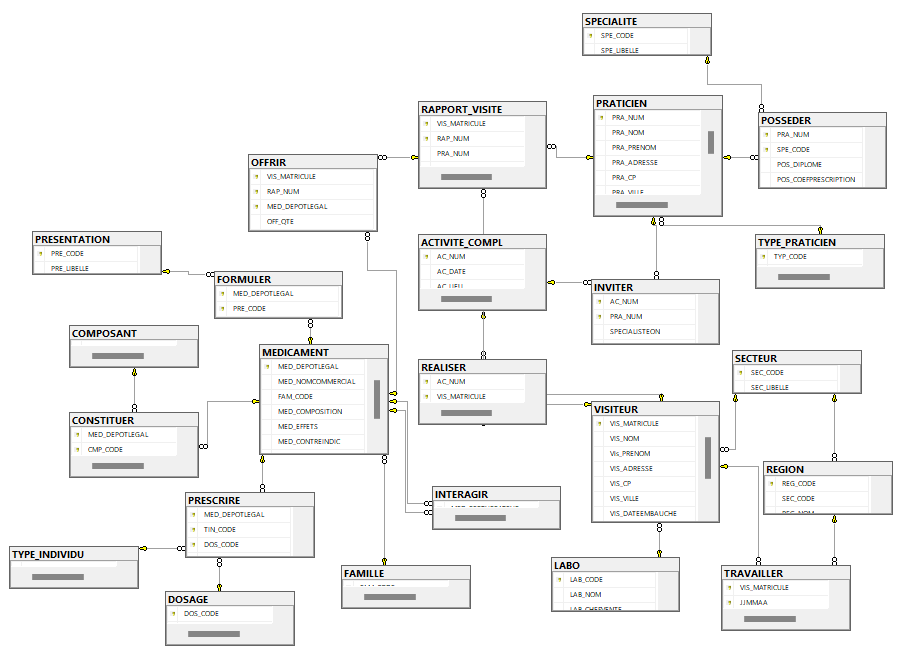 SPECIALITE
SPE_CODE
SPE_LIBELLE
RAPPORT_VISITE
VIS_MATRICULE
RAP_NUM
PRA_NUM
PRATICIEN
PRA_NUM
PRA_NOM
PRA_PRENOM
PRA_ADRESSE
PRA_CP
PRA_VILLE
POSSEDER
PRA_NUM
SPE_CODE
POS_DIPLOME
POS_COEFPRESCRIPTION
OFFRIR
VIS_MATRICULE
RAP_NUM
MED_DEPOTLEGAL
OFF_QTE
PRESENTATION
PRE_CODE
PRE_LIBELLE
ACTIVITE_COMPL
AC_NUM
AC_DATE
AC_LIEU
TYPE_PRATICIEN
TYP_CODE
FORMULER
MED_DEPOTLEGAL
PRE_CODE
INVITER
AC_NUM
PRA_NUM
SPECIALISTEON
COMPOSANT
MEDICAMENT
MED_DEPOTLEGAL
MED_NOMCOMMERCIAL
FAM_CODE
MED_COMPOSITION
MED_EFFETS
MED_CONTREINDIC
REALISER
AC_NUM
VIS_MATRICULE
SECTEUR
SEC_CODE
SEC_LIBELLE
CONSTITUER
MED_DEPOTLEGAL
CMP_CODE
VISITEUR
VIS_MATRICULE
VIS_NOM
Vis_PRENOM
VIS_ADRESSE
VIS_CP
VIS_VILLE
VIS_DATEEMBAUCHE
REGION
REG_CODE
SEC_CODE
REG_NOM
PRESCRIRE
MED_DEPOTLEGAL
TIN_CODE
DOS_CODE
INTERAGIR
TYPE_INDIVIDU
FAMILLE
LABO
LAB_CODE
LAB_NOM
LAB_CHEFVENTE
TRAVAILLER
VIS_MATRICULE
JJMMAA
DOSAGE
DOS_CODE